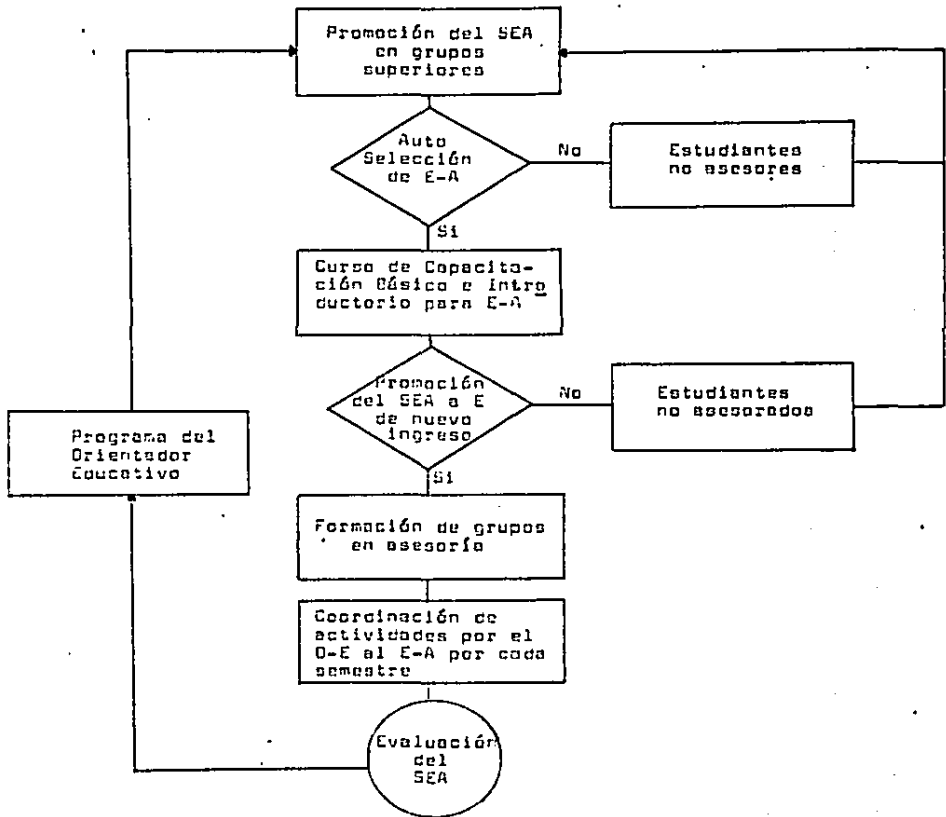 Promoción del SEA
en grupos
superiores
Auto
Selección
de E-A
No
Estudiantes
no asesores
Si
Curso de Capacita-
ción Básico e Intro
ductorio para E-A
Promoción
del SEA a E
de nuevo
ingreso
No
Estudiantes
no asesorados
Si
Programa del
Orientador
Educativo
Formación de grupos
en asesoría
Coordinación de
actividades por el
O-E al E-A por cada
semestre
Evaluación
del
SEA